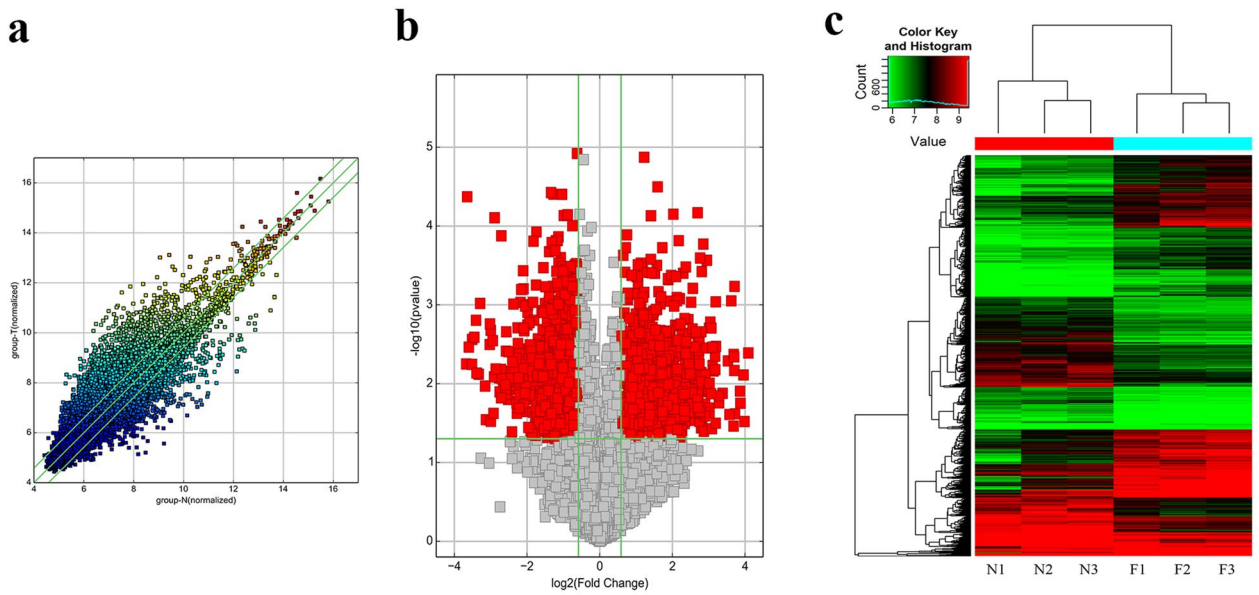 a
16
14
12
10
8
6
4
4 6 8 10 12 14 16
group-T(normalized)
group-N(normalized)
b
5
4
3
2
1
0
-log10(pvalue)
−4 −2 0 2 4
log2(Fold Change)
c
Color Key
and Histogram
Count
0 600
6 7 8 9
Value
N1 N2 N3 F1 F2 F3